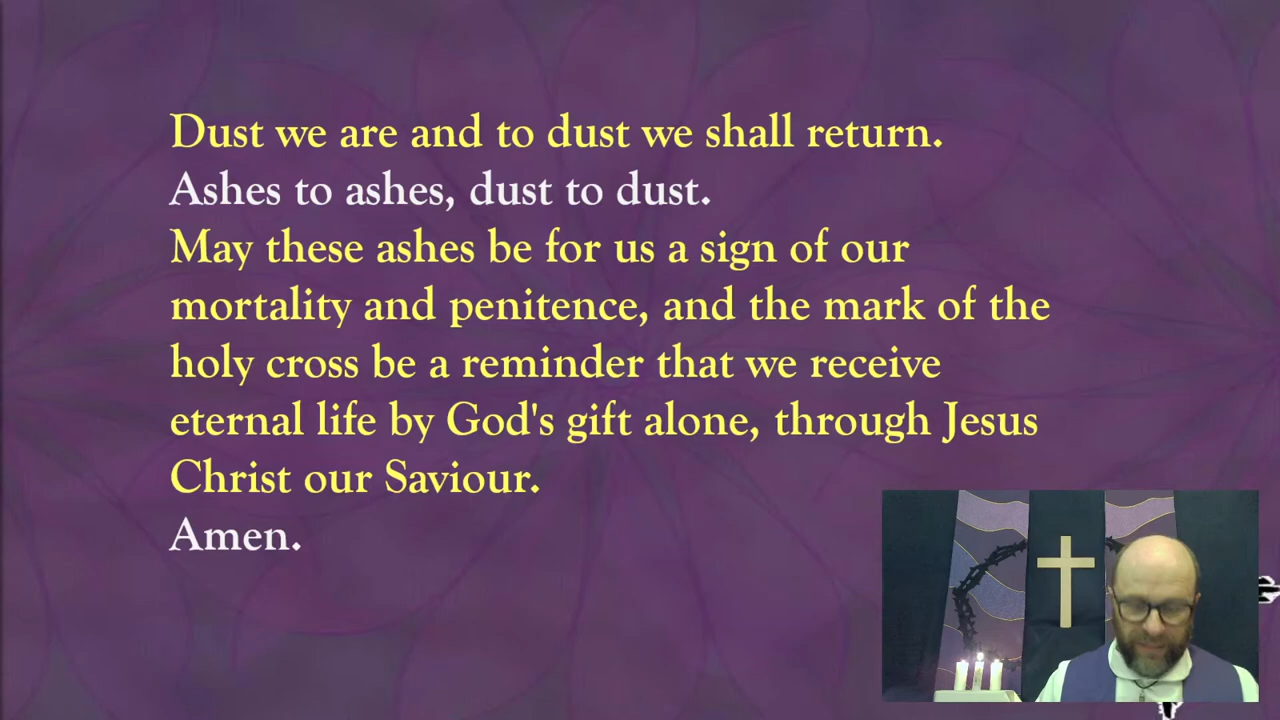 Dust we are and to dust we shall return.
Ashes to ashes, dust to dust.
May these ashes be for us a sign of our
mortality and penitence, and the mark of the
holy cross be a reminder that we receive
eternal life by God's gift alone, through Jesus
Christ our Saviour.
Amen.